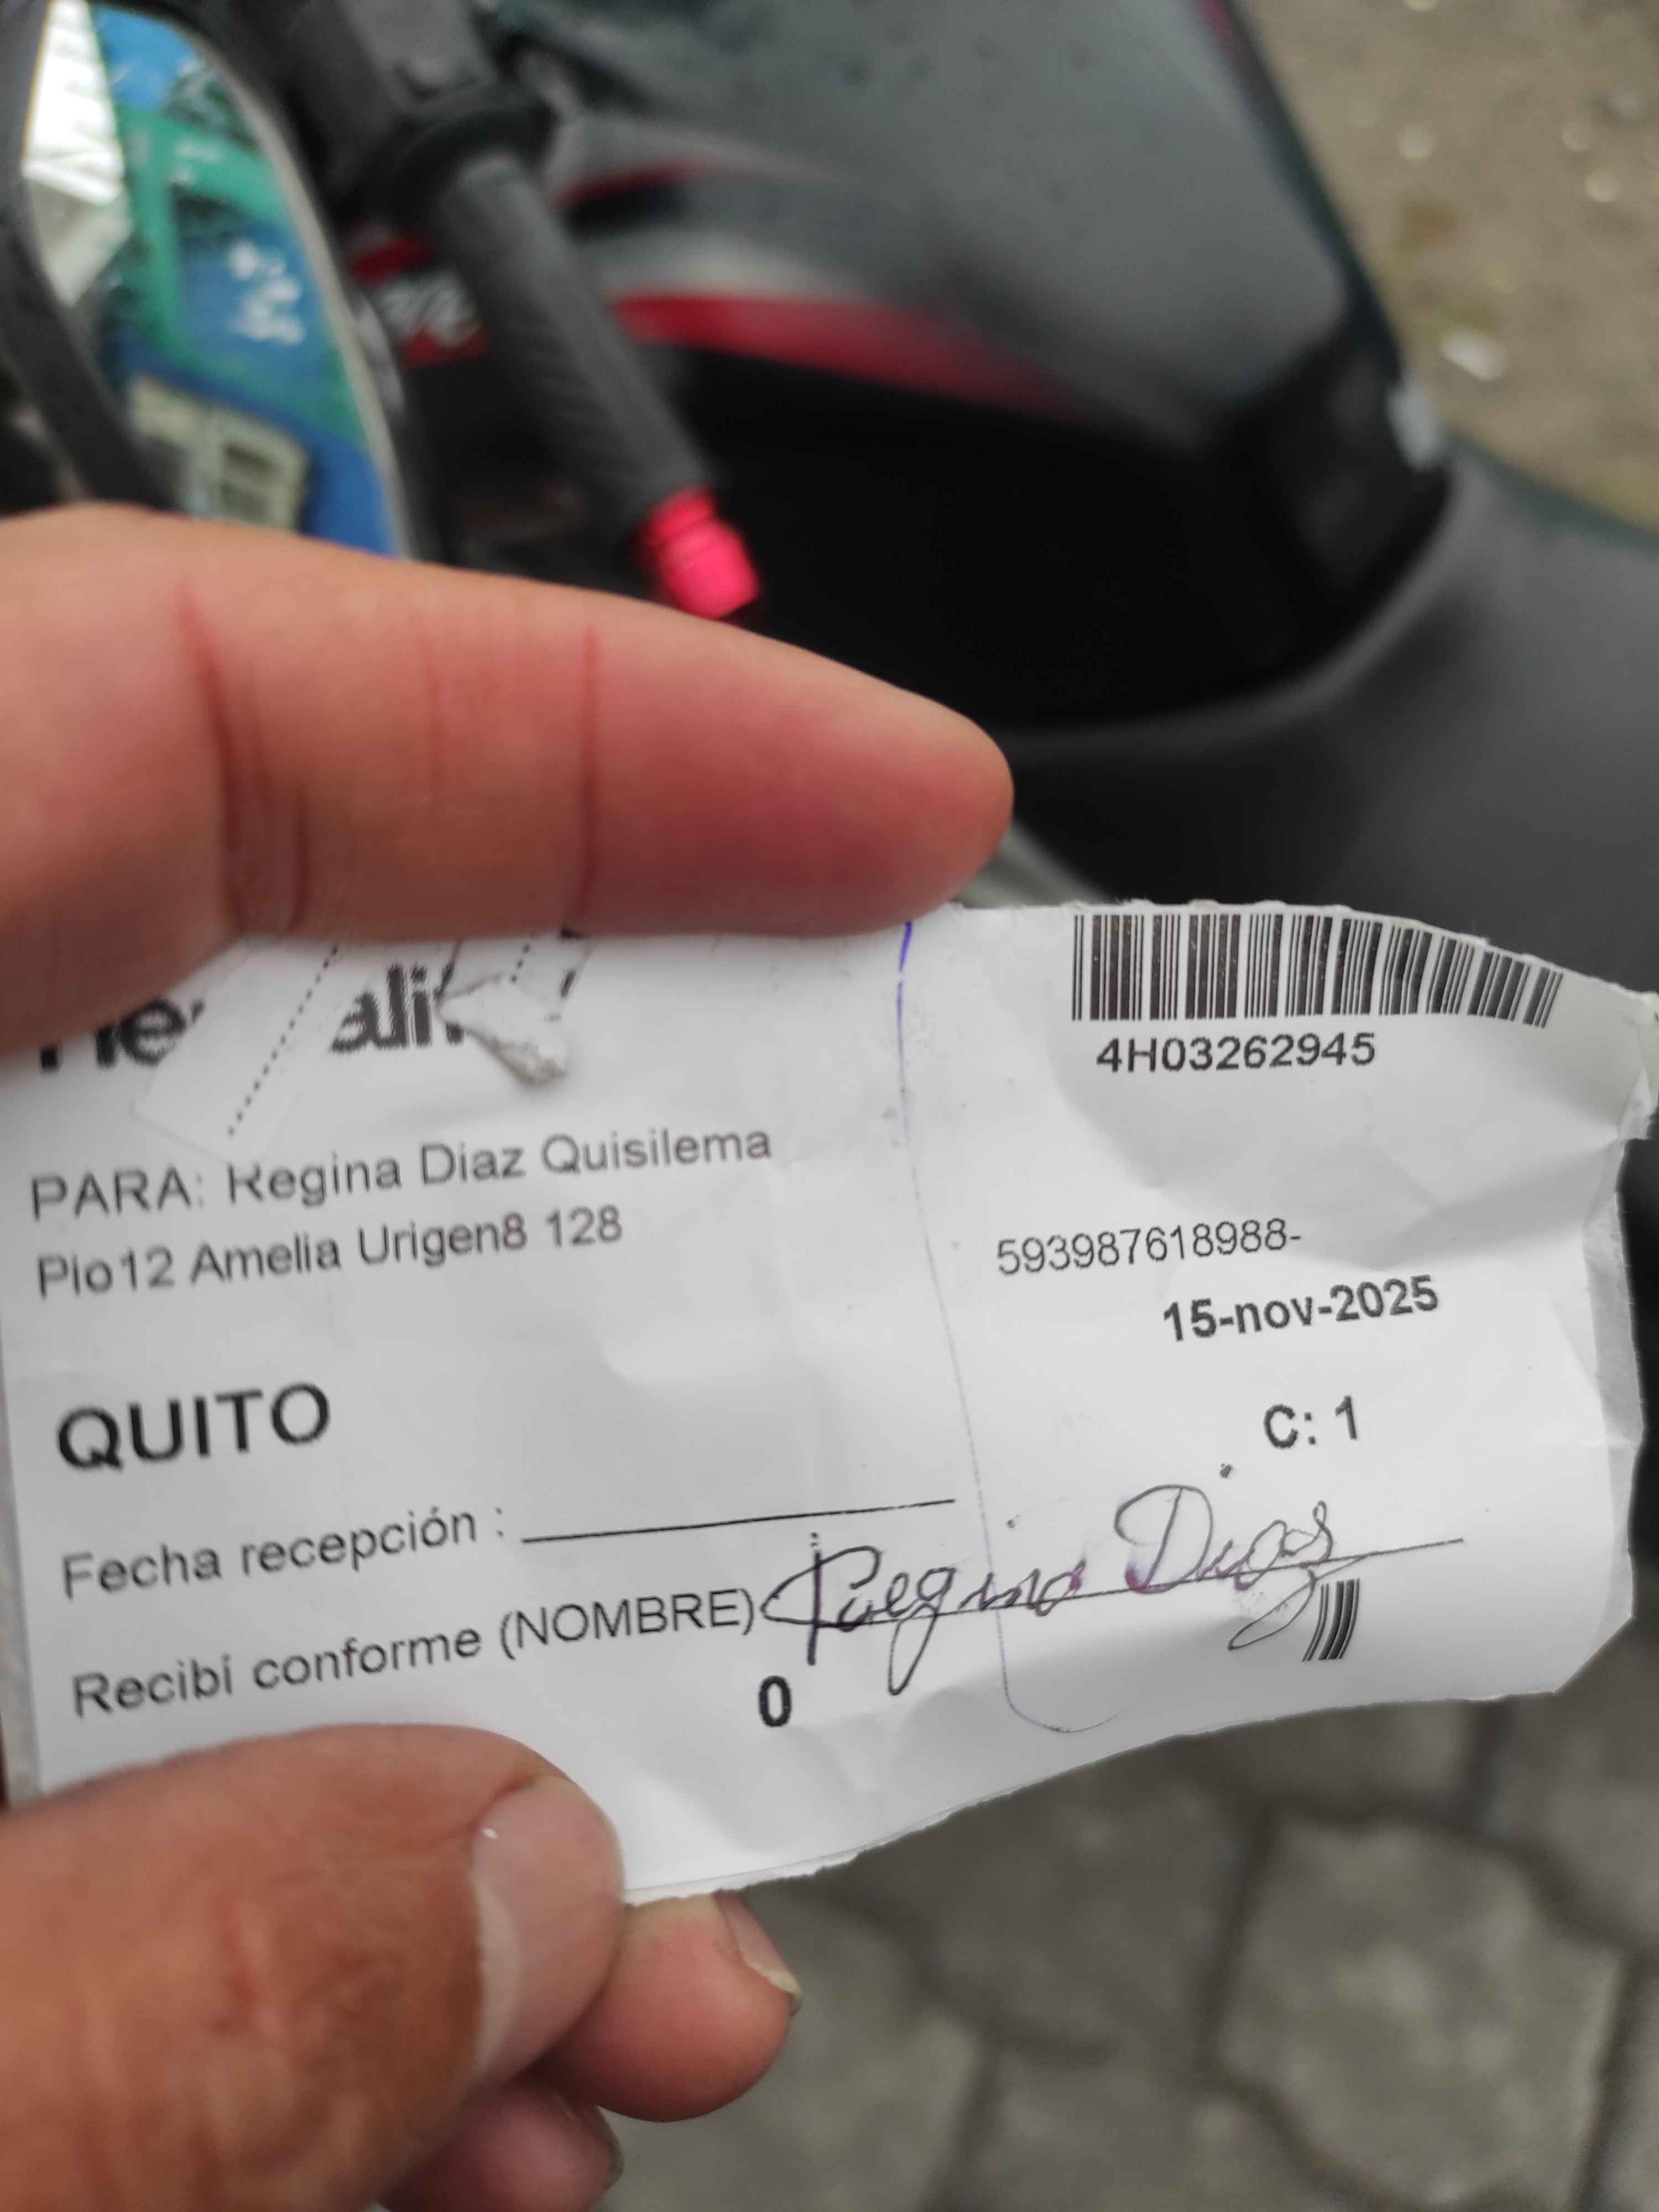 4H03262945
PARA: Regina Diaz Quisilema
Pio12 Amelia Urigen8 128
593987618988-
15-nov-2025
QUITO
C: 1
Fecha recepción :
Recibí conforme (NOMBRE) Regina Diaz
0